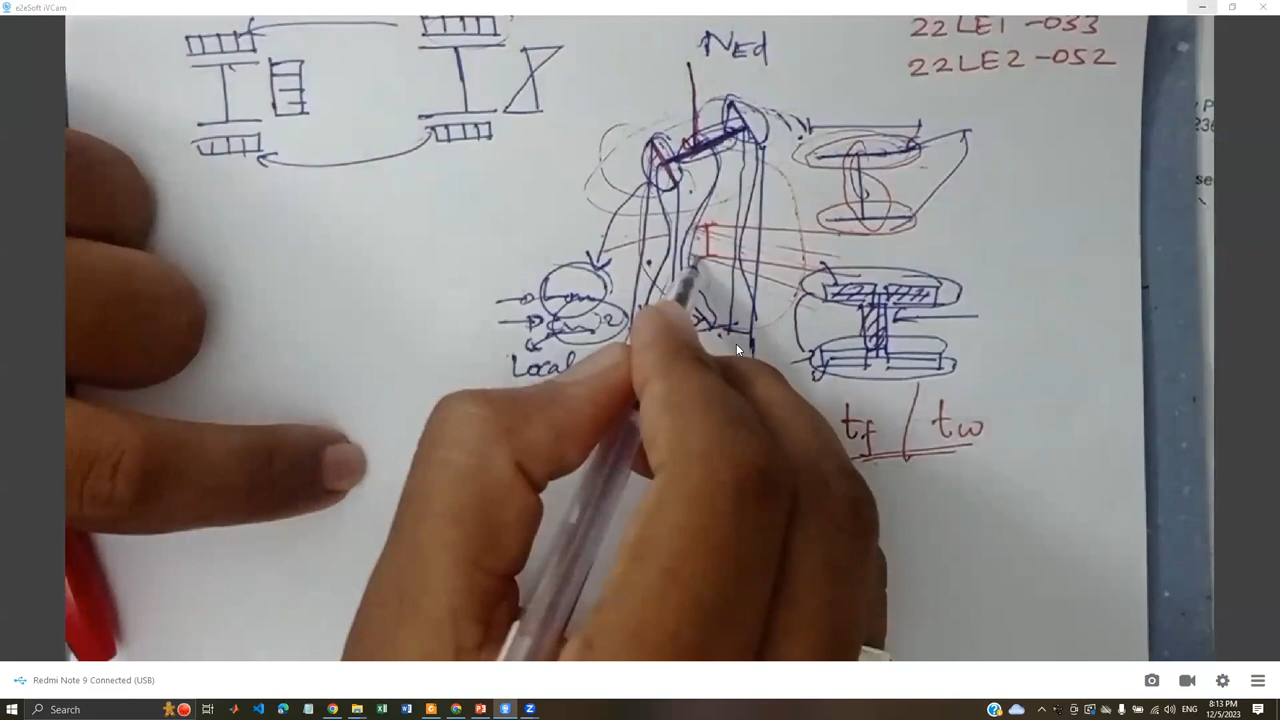 e2eSoft iVCam
22LE1-053
22LE2-052
NEd
Local
tf / tw
Redmi Note 9 Connected (USB)
Search
ENG
8:13 PM
12/5/2023